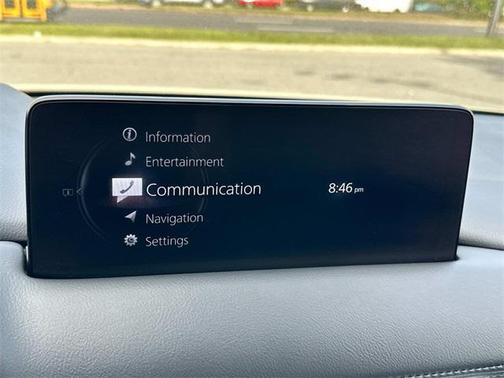 Information
Entertainment
Communication
8:46 pm
Navigation
Settings